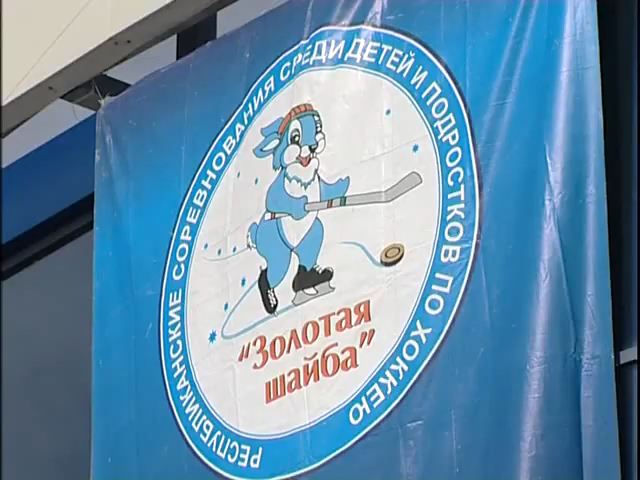 РЕСПУБЛИКАНСКИЕ СОРЕВНОВАНИЯ СРЕДИ ДЕТЕЙ И ПОДРОСТКОВ ПО ХОККЕЮ
"Золотая
шайба"